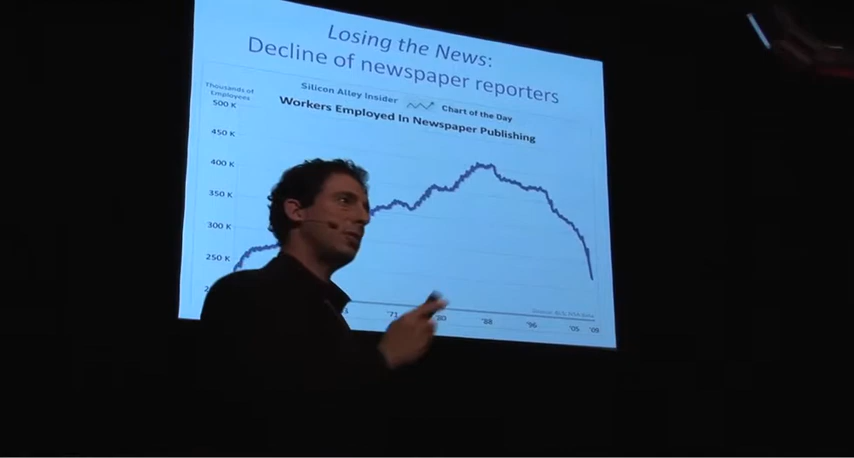 Losing the News:
Decline of newspaper reporters
Thousands of
Employees
Silicon Alley Insider Chart of the Day
Workers Employed In Newspaper Publishing
500 K
450 K
400 K
350 K
300 K
250 K
'71 '80 '88 '96 '05 '09